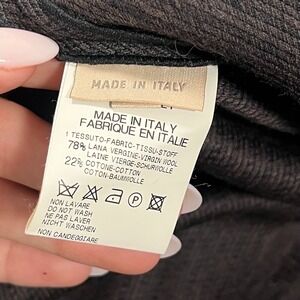 MADE IN ITALY
MADE IN ITALY
FABRIQUE EN ITALIE
1 TESSUTO-FABRIC-TISSU-STOFF
78% LANA VERGINE-VIRGIN WOOL
LAINE VIERGE-SCHURWOLLE
22% COTONE-COTTON
COTON-BAUMWOLLE
P
NON LAVARE
DO NOT WASH
NE PAS LAVER
NICHT WASCHEN
NON CANDEGGIARE